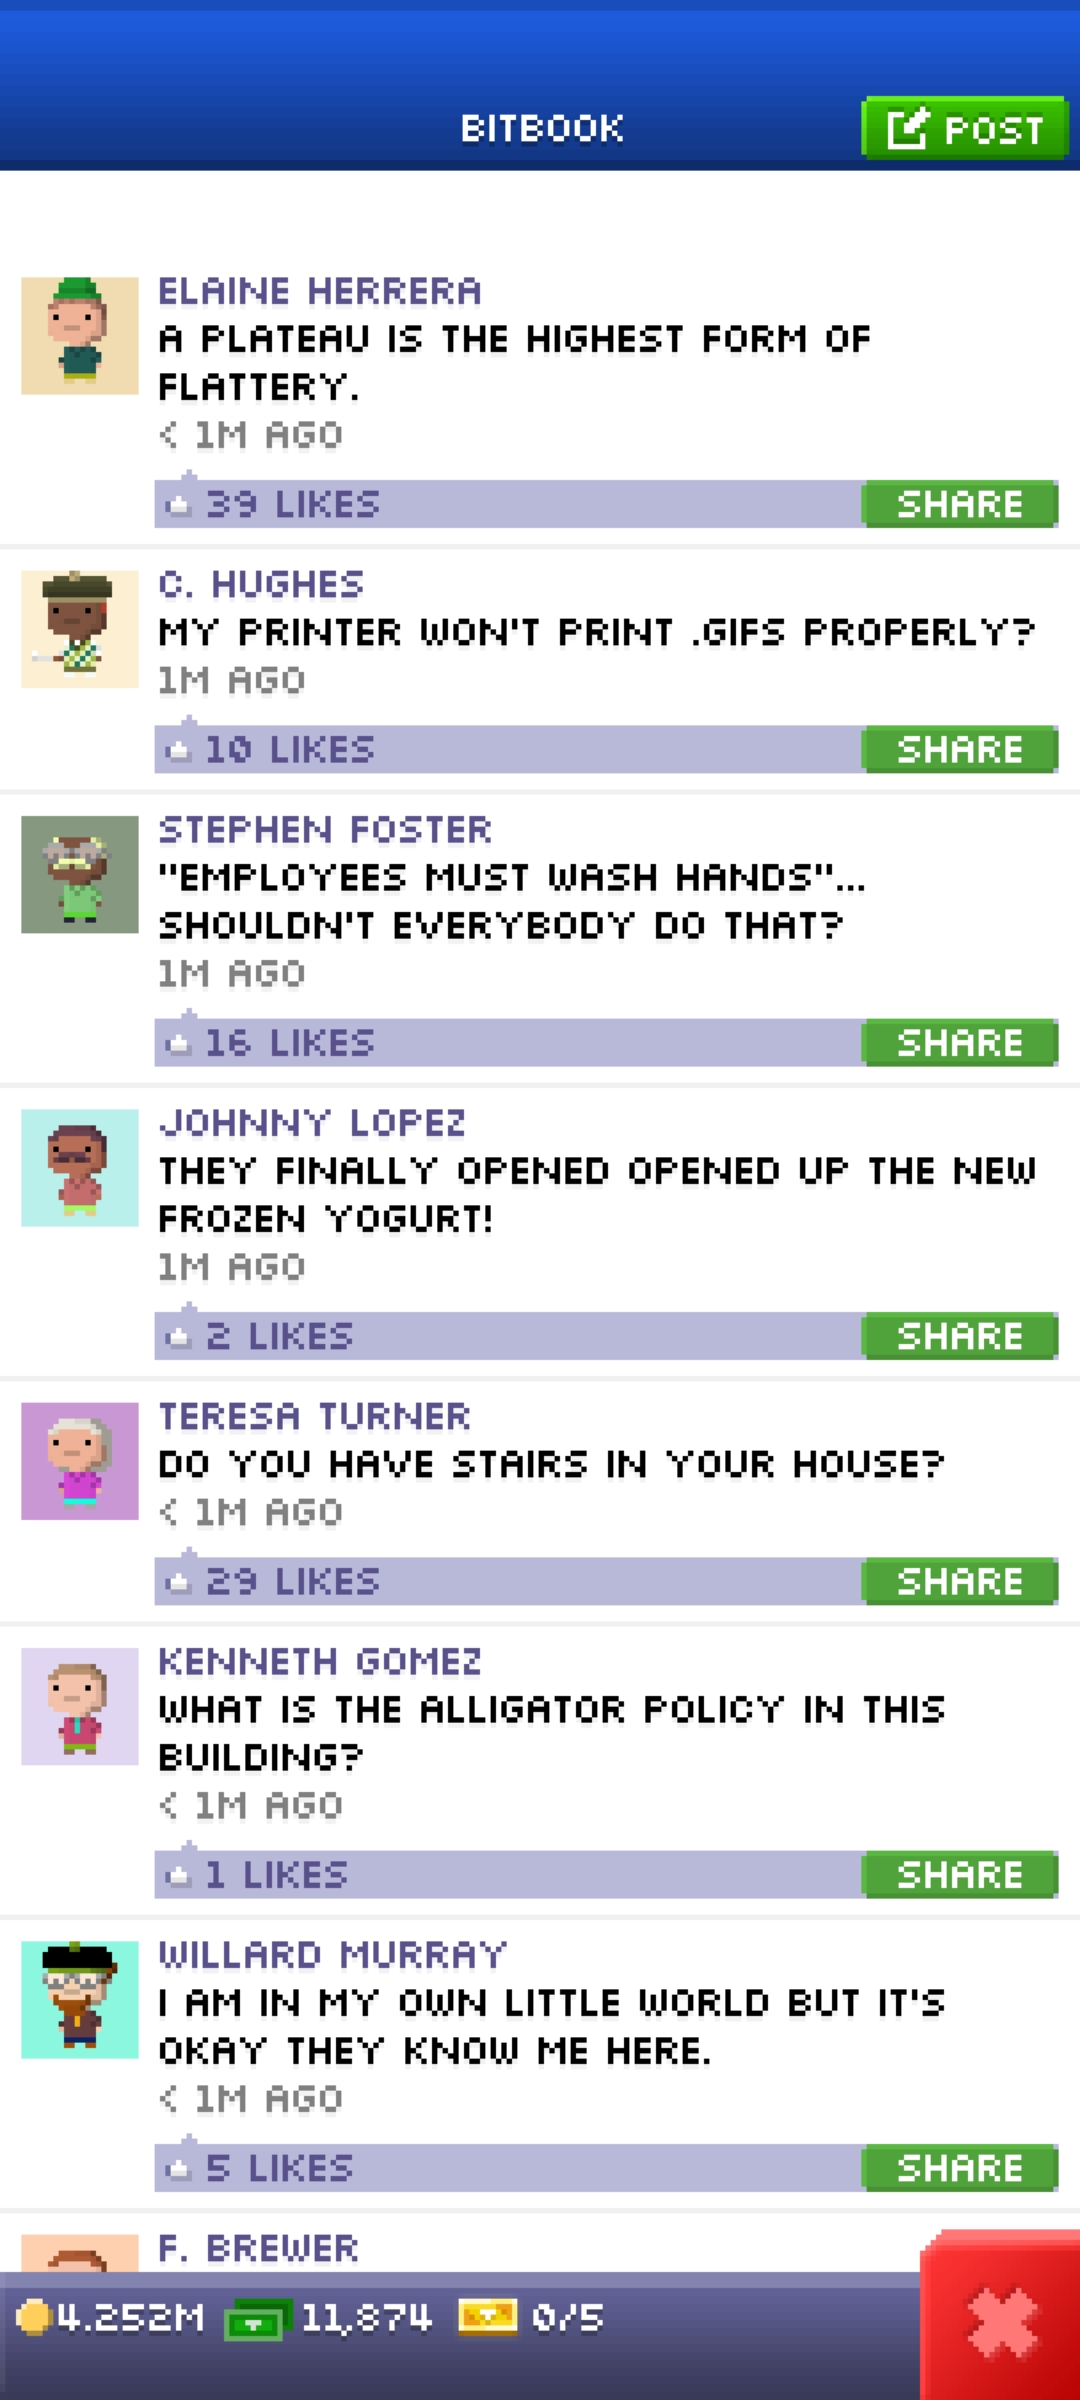 BITBOOK
POST
ELAINE HERRERA
A PLATEAU IS THE HIGHEST FORM OF
FLATTERY.
< 1M AGO
39 LIKES
SHARE
C. HUGHES
MY PRINTER WON'T PRINT .GIFS PROPERLY?
1M AGO
10 LIKES
SHARE
STEPHEN FOSTER
"EMPLOYEES MUST WASH HANDS"...
SHOULDN'T EVERYBODY DO THAT?
1M AGO
16 LIKES
SHARE
JOHNNY LOPEZ
THEY FINALLY OPENED OPENED UP THE NEW
FROZEN YOGURT!
1M AGO
2 LIKES
SHARE
TERESA TURNER
DO YOU HAVE STAIRS IN YOUR HOUSE?
< 1M AGO
29 LIKES
SHARE
KENNETH GOMEZ
WHAT IS THE ALLIGATOR POLICY IN THIS
BUILDING?
< 1M AGO
1 LIKES
SHARE
WILLARD MURRAY
I AM IN MY OWN LITTLE WORLD BUT IT'S
OKAY THEY KNOW ME HERE.
< 1M AGO
5 LIKES
SHARE
F. BREWER
4.252M 11,874 0/5